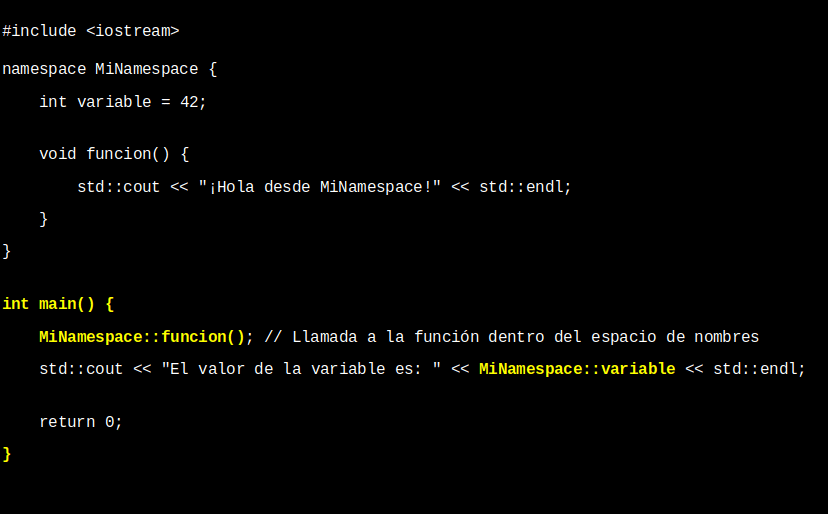 #include <iostream>
namespace MiNamespace {
    int variable = 42;
    void funcion() {
        std::cout << "¡Hola desde MiNamespace!" << std::endl;
    }
}
int main() {
    MiNamespace::funcion(); // Llamada a la función dentro del espacio de nombres
    std::cout << "El valor de la variable es: " << MiNamespace::variable << std::endl;
    return 0;
}